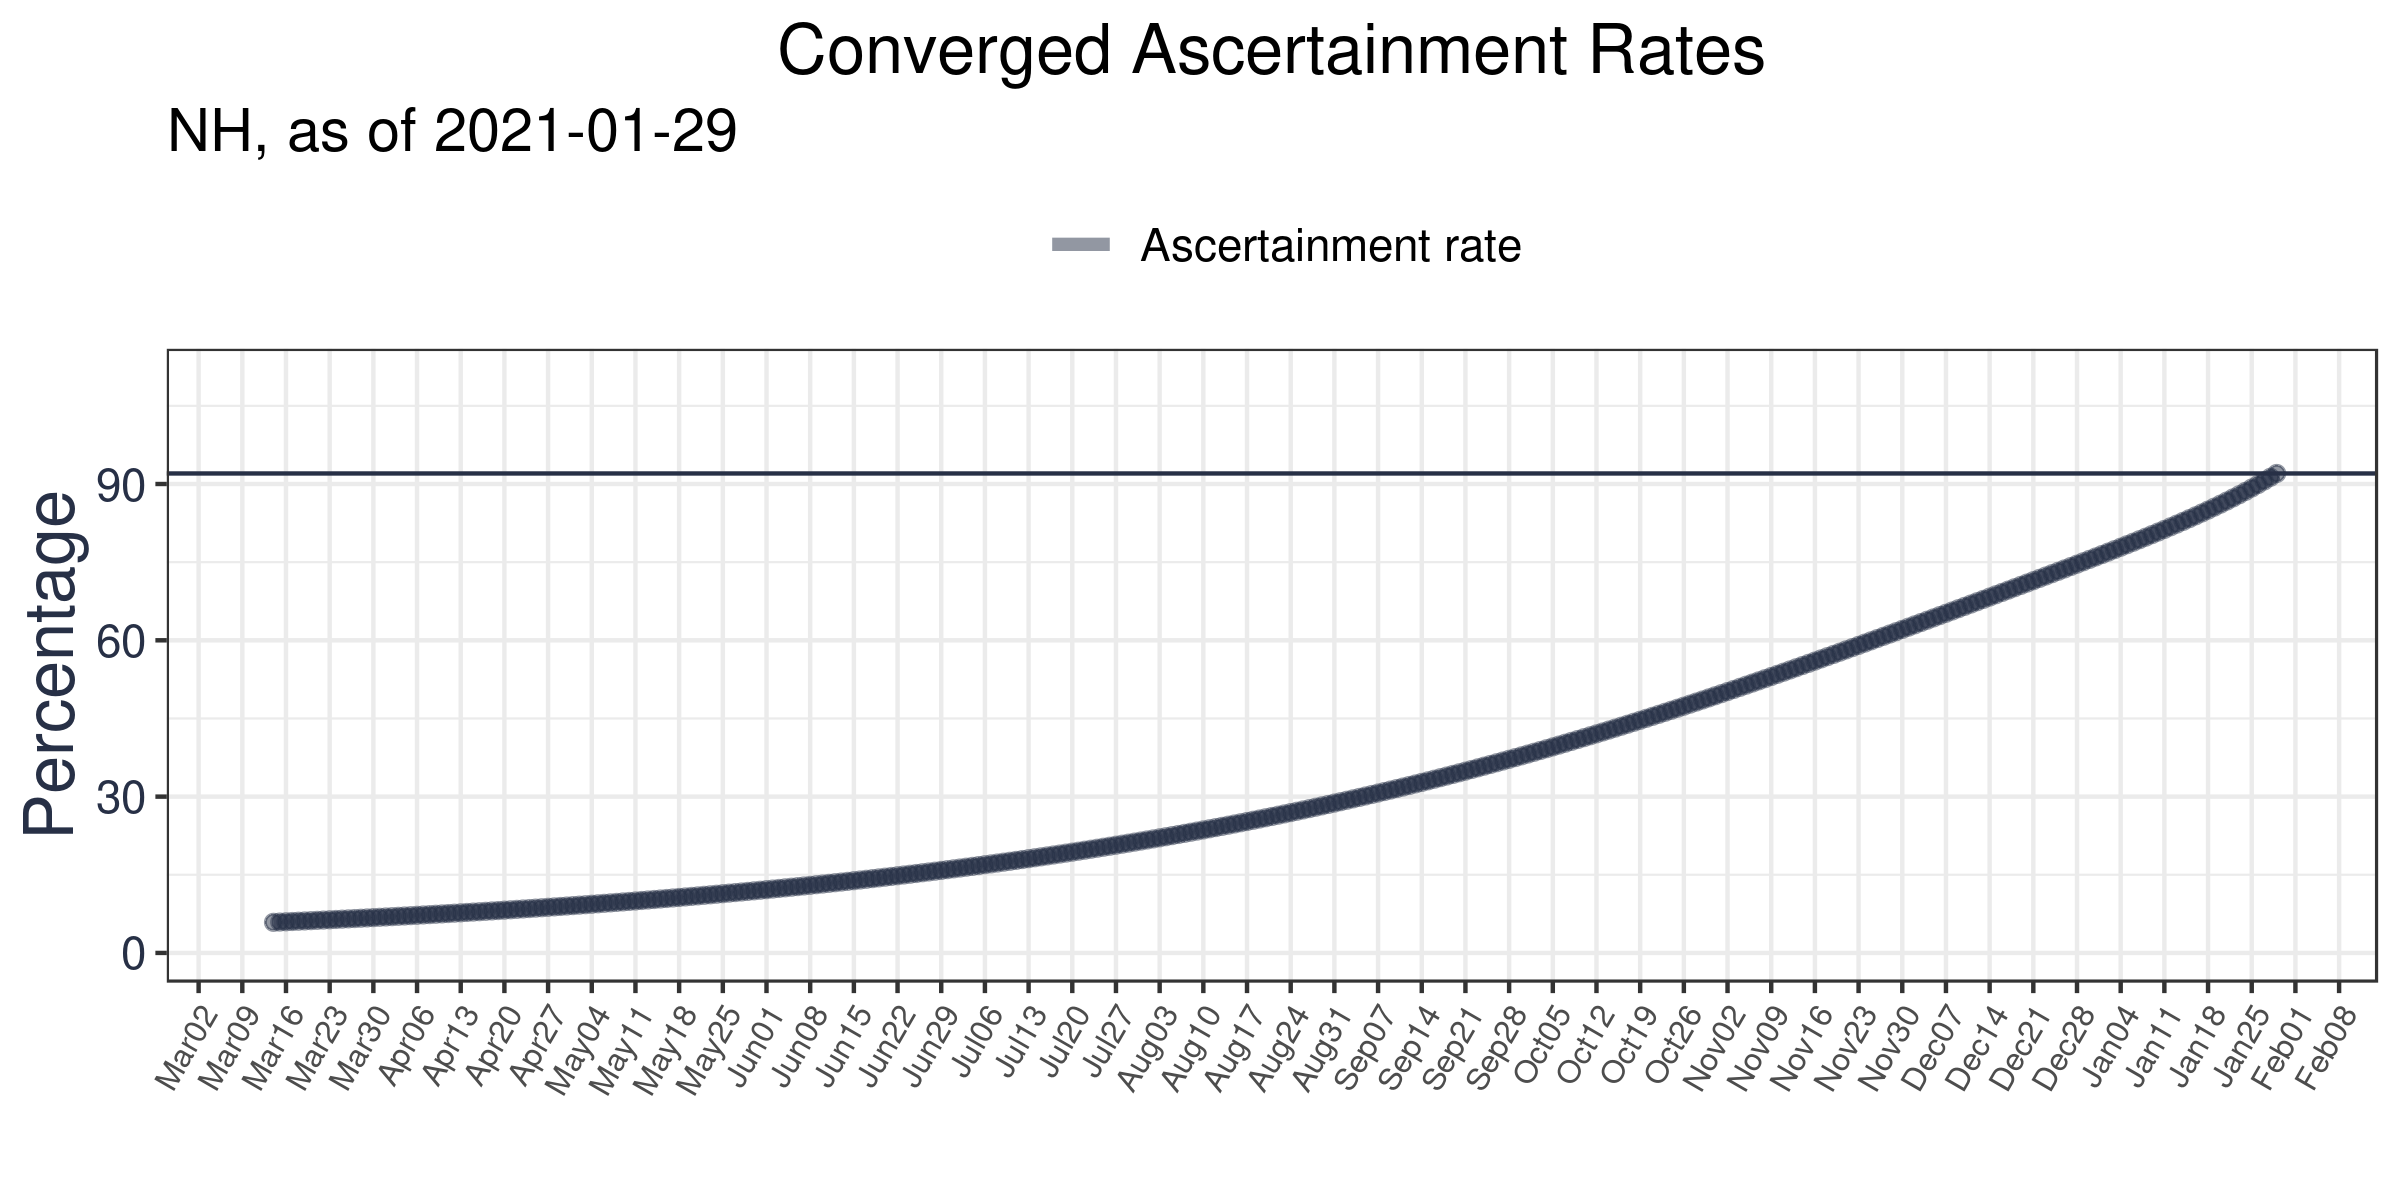 Converged Ascertainment Rates
NH, as of 2021-01-29
Ascertainment rate
Percentage
90
60
30
0
Mar02
Mar09
Mar16
Mar23
Mar30
Apr06
Apr13
Apr20
Apr27
May04
May11
May18
May25
Jun01
Jun08
Jun15
Jun22
Jun29
Jul06
Jul13
Jul20
Jul27
Aug03
Aug10
Aug17
Aug24
Aug31
Sep07
Sep14
Sep21
Sep28
Oct05
Oct12
Oct19
Oct26
Nov02
Nov09
Nov16
Nov23
Nov30
Dec07
Dec14
Dec21
Dec28
Jan04
Jan11
Jan18
Jan25
Feb01
Feb08